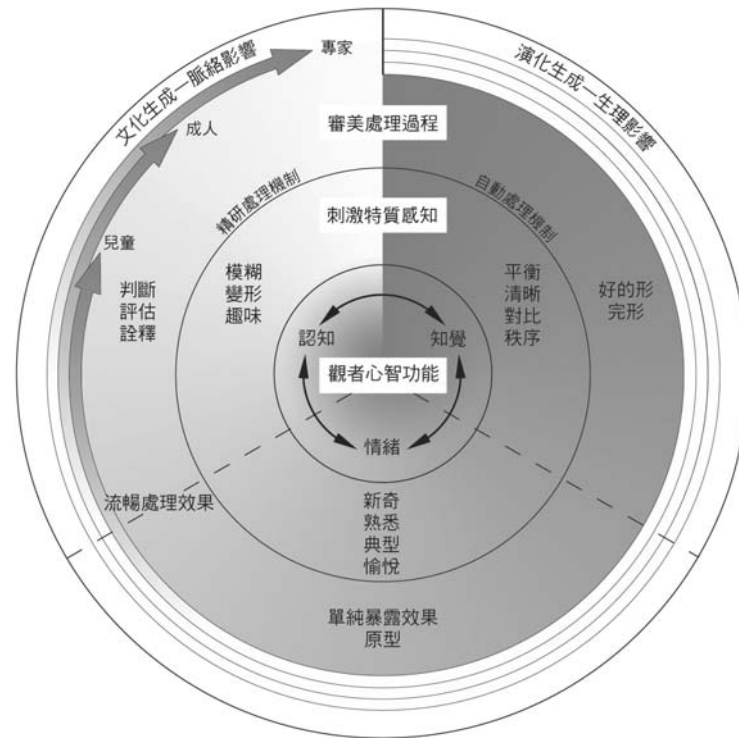 文化生成—脈絡影響
演化生成—生理影響
專家
成人
兒童
審美處理過程
精研處理機制
自動處理機制
刺激特質感知
判斷
評估
詮釋
模糊
變形
趣味
平衡
清晰
對比
秩序
好的形
完形
認知
知覺
觀者心智功能
情緒
流暢處理效果
新奇
熟悉
典型
愉悅
單純暴露效果
原型